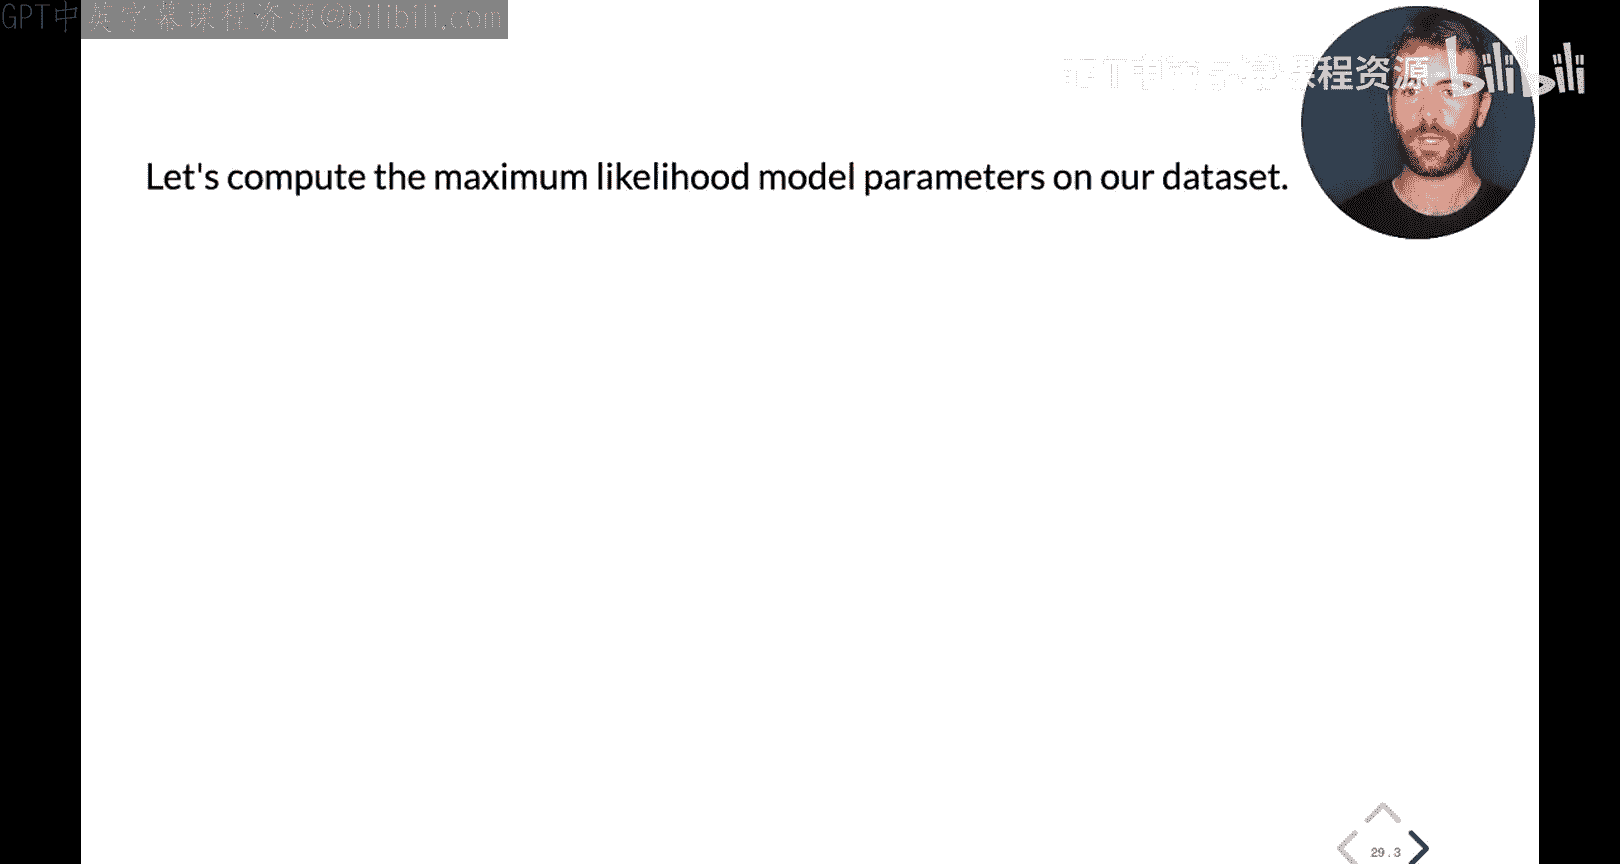 GPT中英字幕课程资源@bilibili.com
课程资源 bilibili
Let's compute the maximum likelihood model parameters on our dataset.
29.3